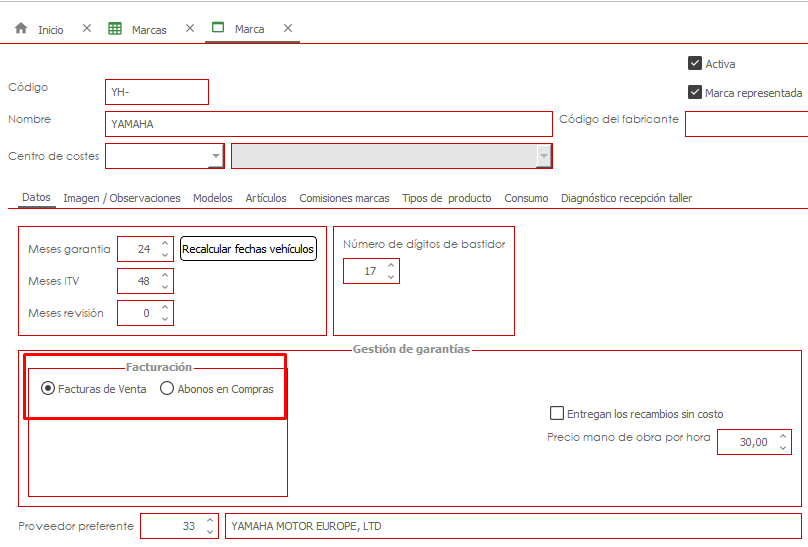 Inicio Marcas Marca
Activa
Código YH- Marca representada
Nombre YAMAHA Código del fabricante
Centro de costes
Datos Imagen / Observaciones Modelos Artículos Comisiones marcas Tipos de producto Consumo Diagnóstico recepción taller
Meses garantia 24 Recalcular fechas vehículos Número de dígitos de bastidor
Meses ITV 48 17
Meses revisión 0
Gestión de garantías
Facturación
Facturas de Venta Abonos en Compras
Entregan los recambios sin costo
Precio mano de obra por hora 30,00
Proveedor preferente 33 YAMAHA MOTOR EUROPE, LTD